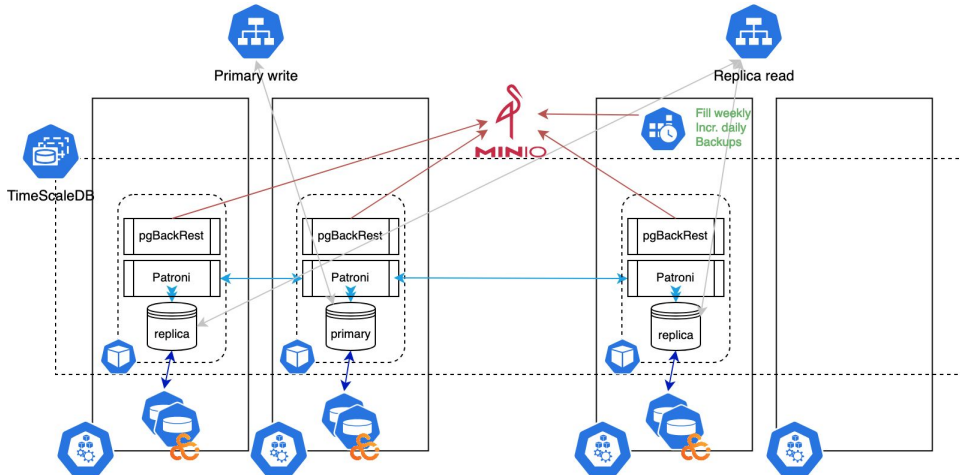 Primary write
Replica read
Fill weekly
Incr. daily
Backups
MINIO
TimeScaleDB
pgBackRest
pgBackRest
pgBackRest
Patroni
Patroni
Patroni
replica
primary
replica